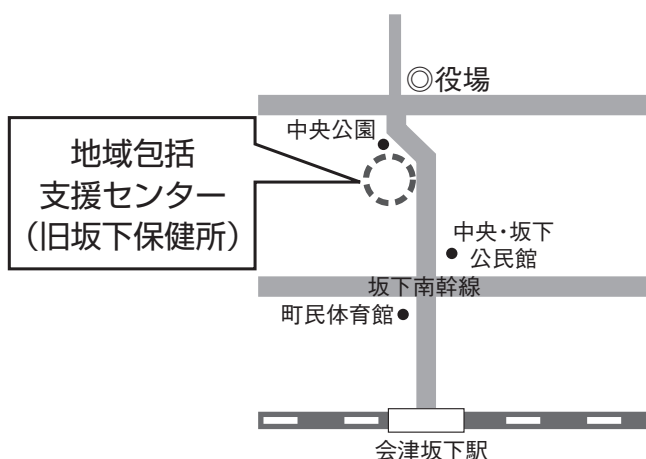 ◎役場
中央公園
地域包括
支援センター
（旧坂下保健所）
中央・坂下
公民館
坂下南幹線
町民体育館
会津坂下駅